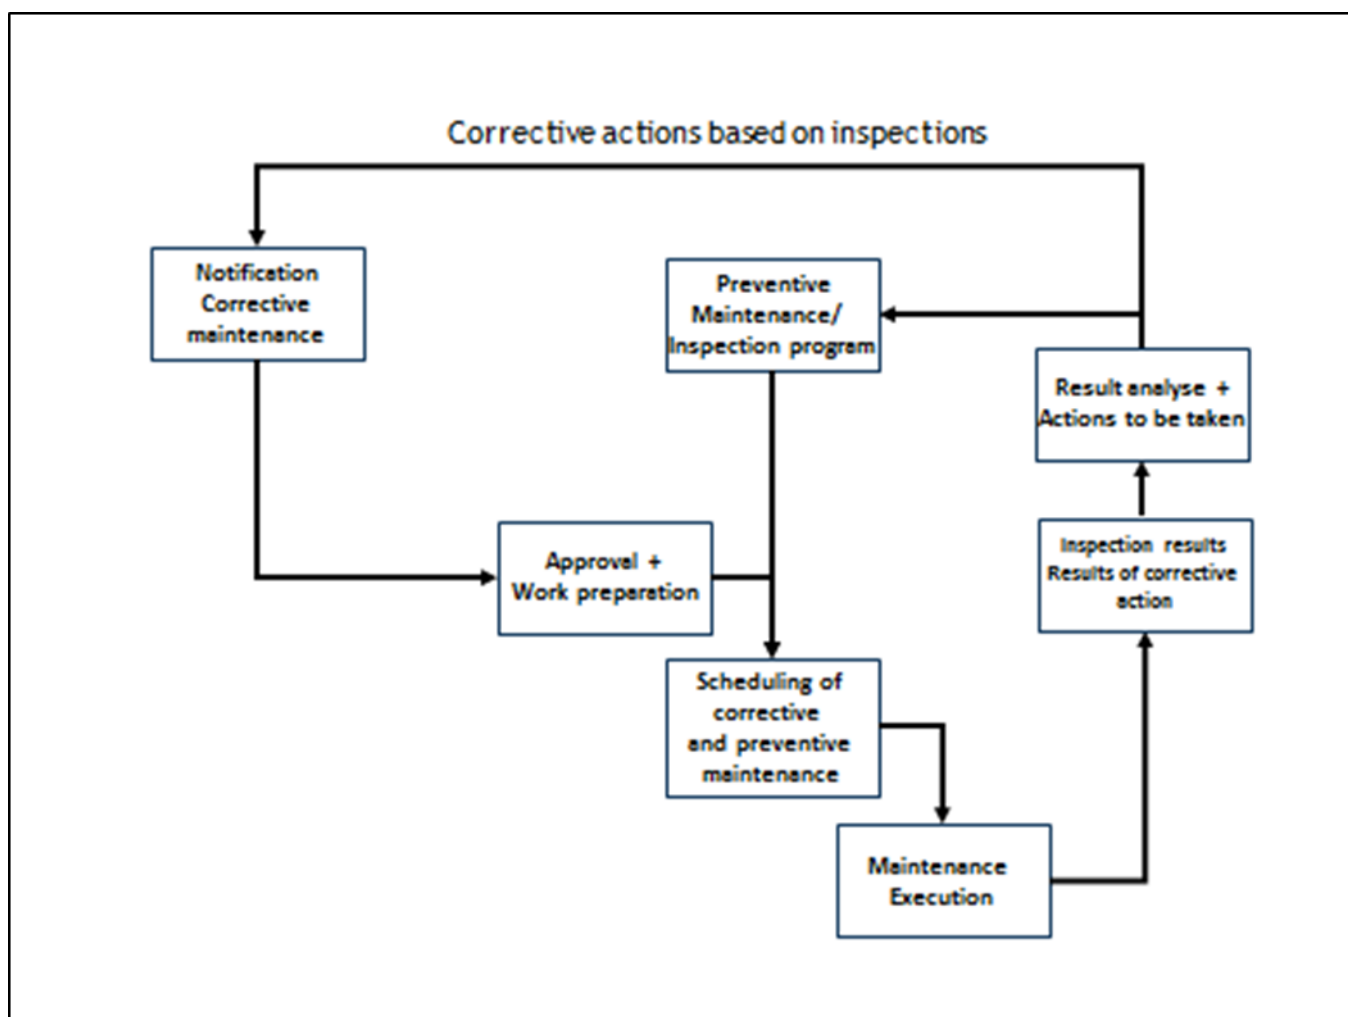 Corrective actions based on inspections
Notification
Corrective
maintenance
Preventive
Maintenance/
Inspection program
Result analyse +
Actions to be taken
Approval +
Work preparation
Inspection results
Results of corrective
action
Scheduling of
corrective
and preventive
maintenance
Maintenance
Execution